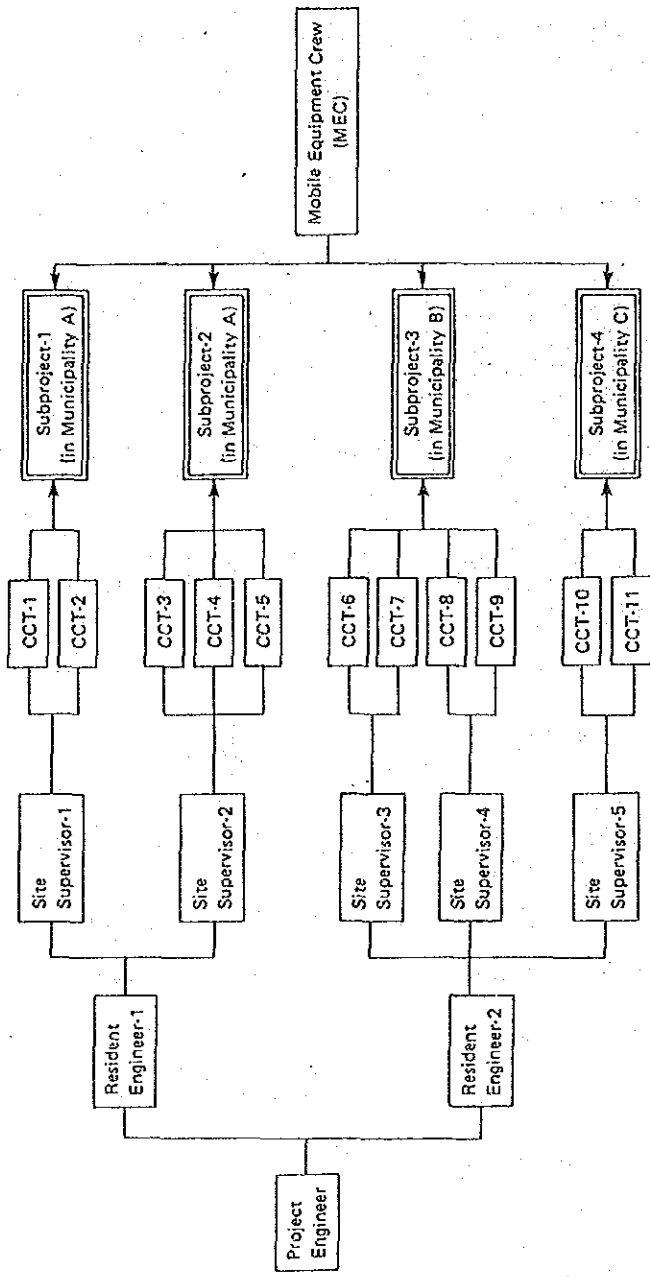 Project
Engineer
Resident
Engineer-1
Resident
Engineer-2
Site
Supervisor-1
Site
Supervisor-2
Site
Supervisor-3
Site
Supervisor-4
Site
Supervisor-5
CCT-1
CCT-2
CCT-3
CCT-4
CCT-5
CCT-6
CCT-7
CCT-8
CCT-9
CCT-10
CCT-11
Subproject-1
(in Municipality A)
Subproject-2
(in Municipality A)
Subproject-3
(in Municipality B)
Subproject-4
(in Municipality C)
Mobile Equipment Crew
(MEC)